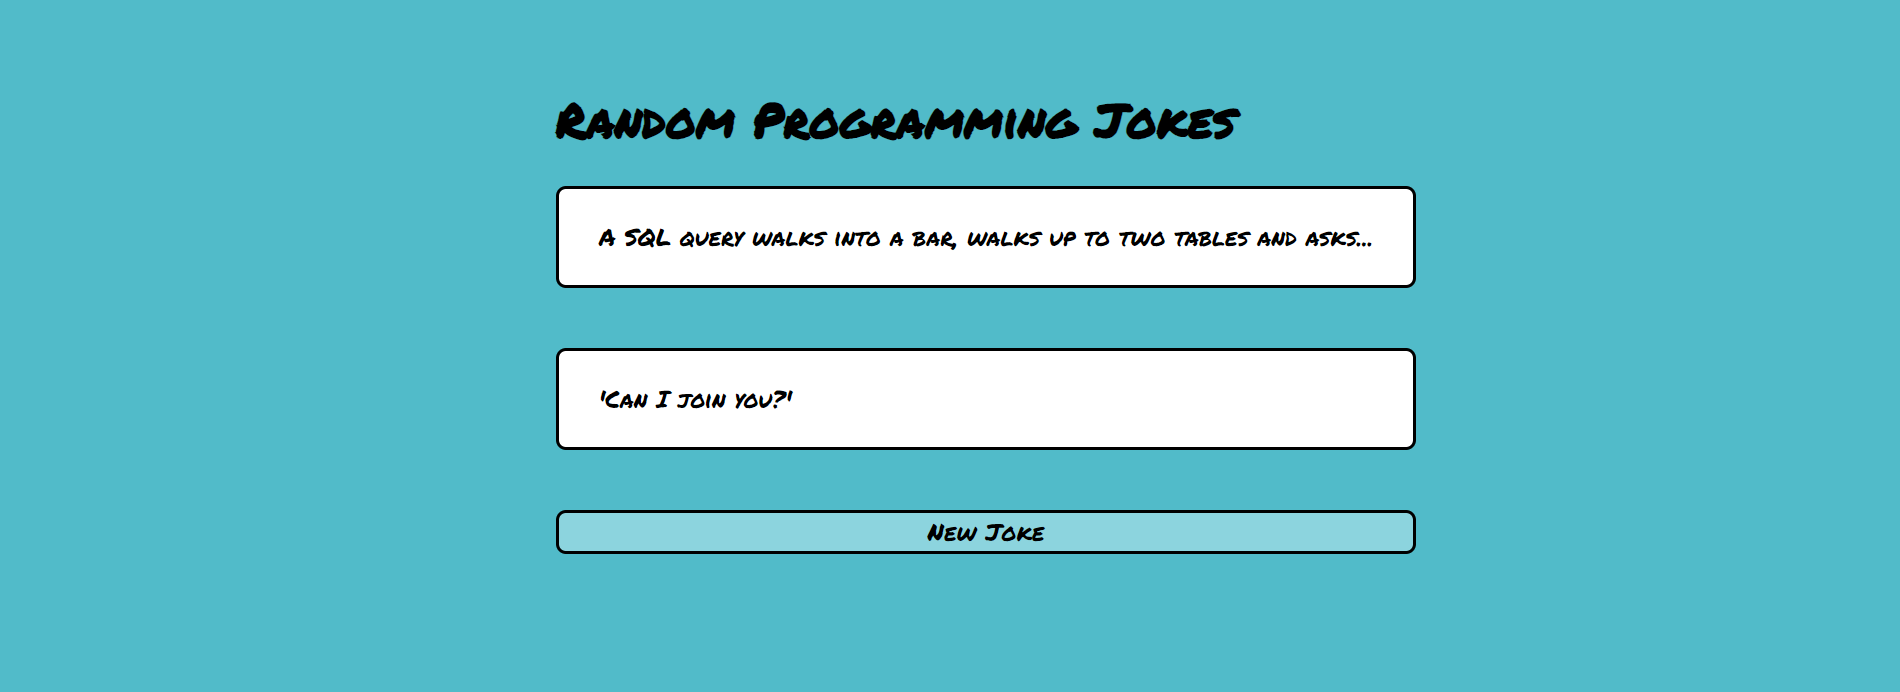 Random Programming Jokes
A SQL query walks into a bar, walks up to two tables and asks...
'Can I join you?'
New Joke